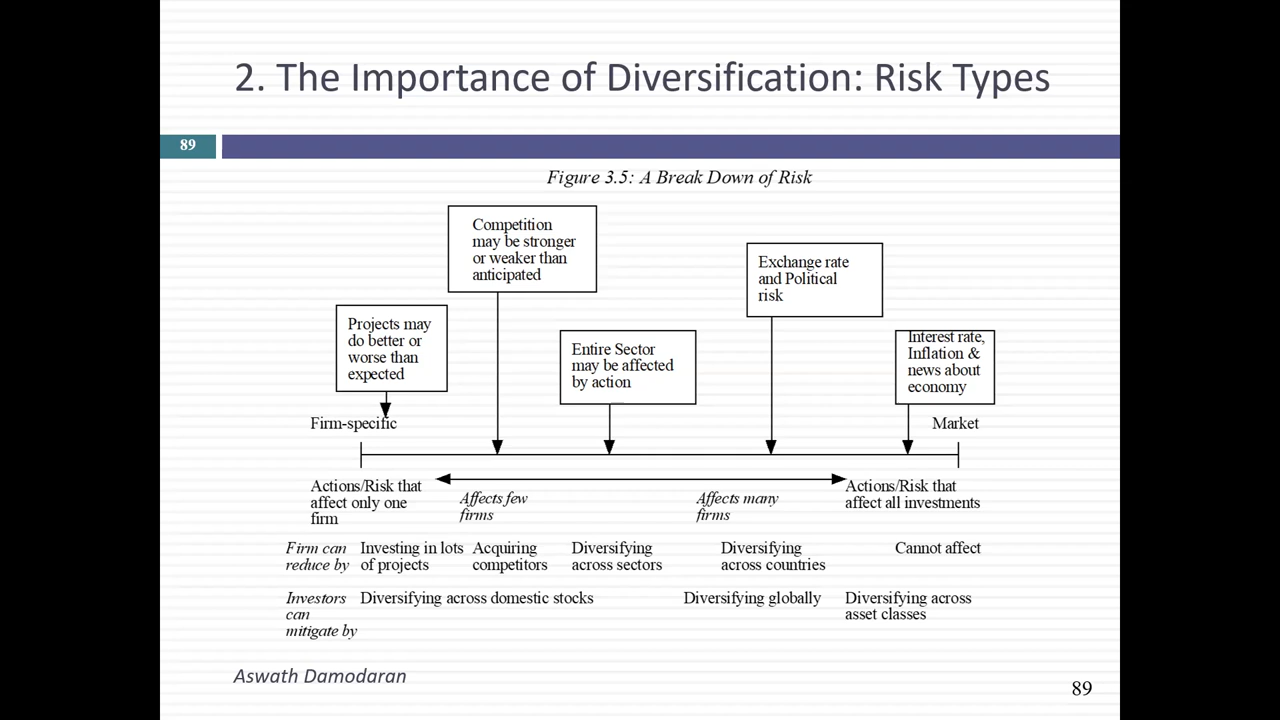 2. The Importance of Diversification: Risk Types
89
Figure 3.5: A Break Down of Risk
Competition
may be stronger
or weaker than
anticipated
Exchange rate
and Political
risk
Projects may
do better or
worse than
expected
Entire Sector
may be affected
by action
Interest rate,
Inflation &
news about
economy
Firm-specific
Market
Actions/Risk that
affect only one
firm
Affects few
firms
Affects many
firms
Actions/Risk that
affect all investments
Firm can
reduce by
Investing in lots
of projects
Acquiring
competitors
Diversifying
across sectors
Diversifying
across countries
Cannot affect
Investors
can
mitigate by
Diversifying across domestic stocks
Diversifying globally
Diversifying across
asset classes
Aswath Damodaran
89